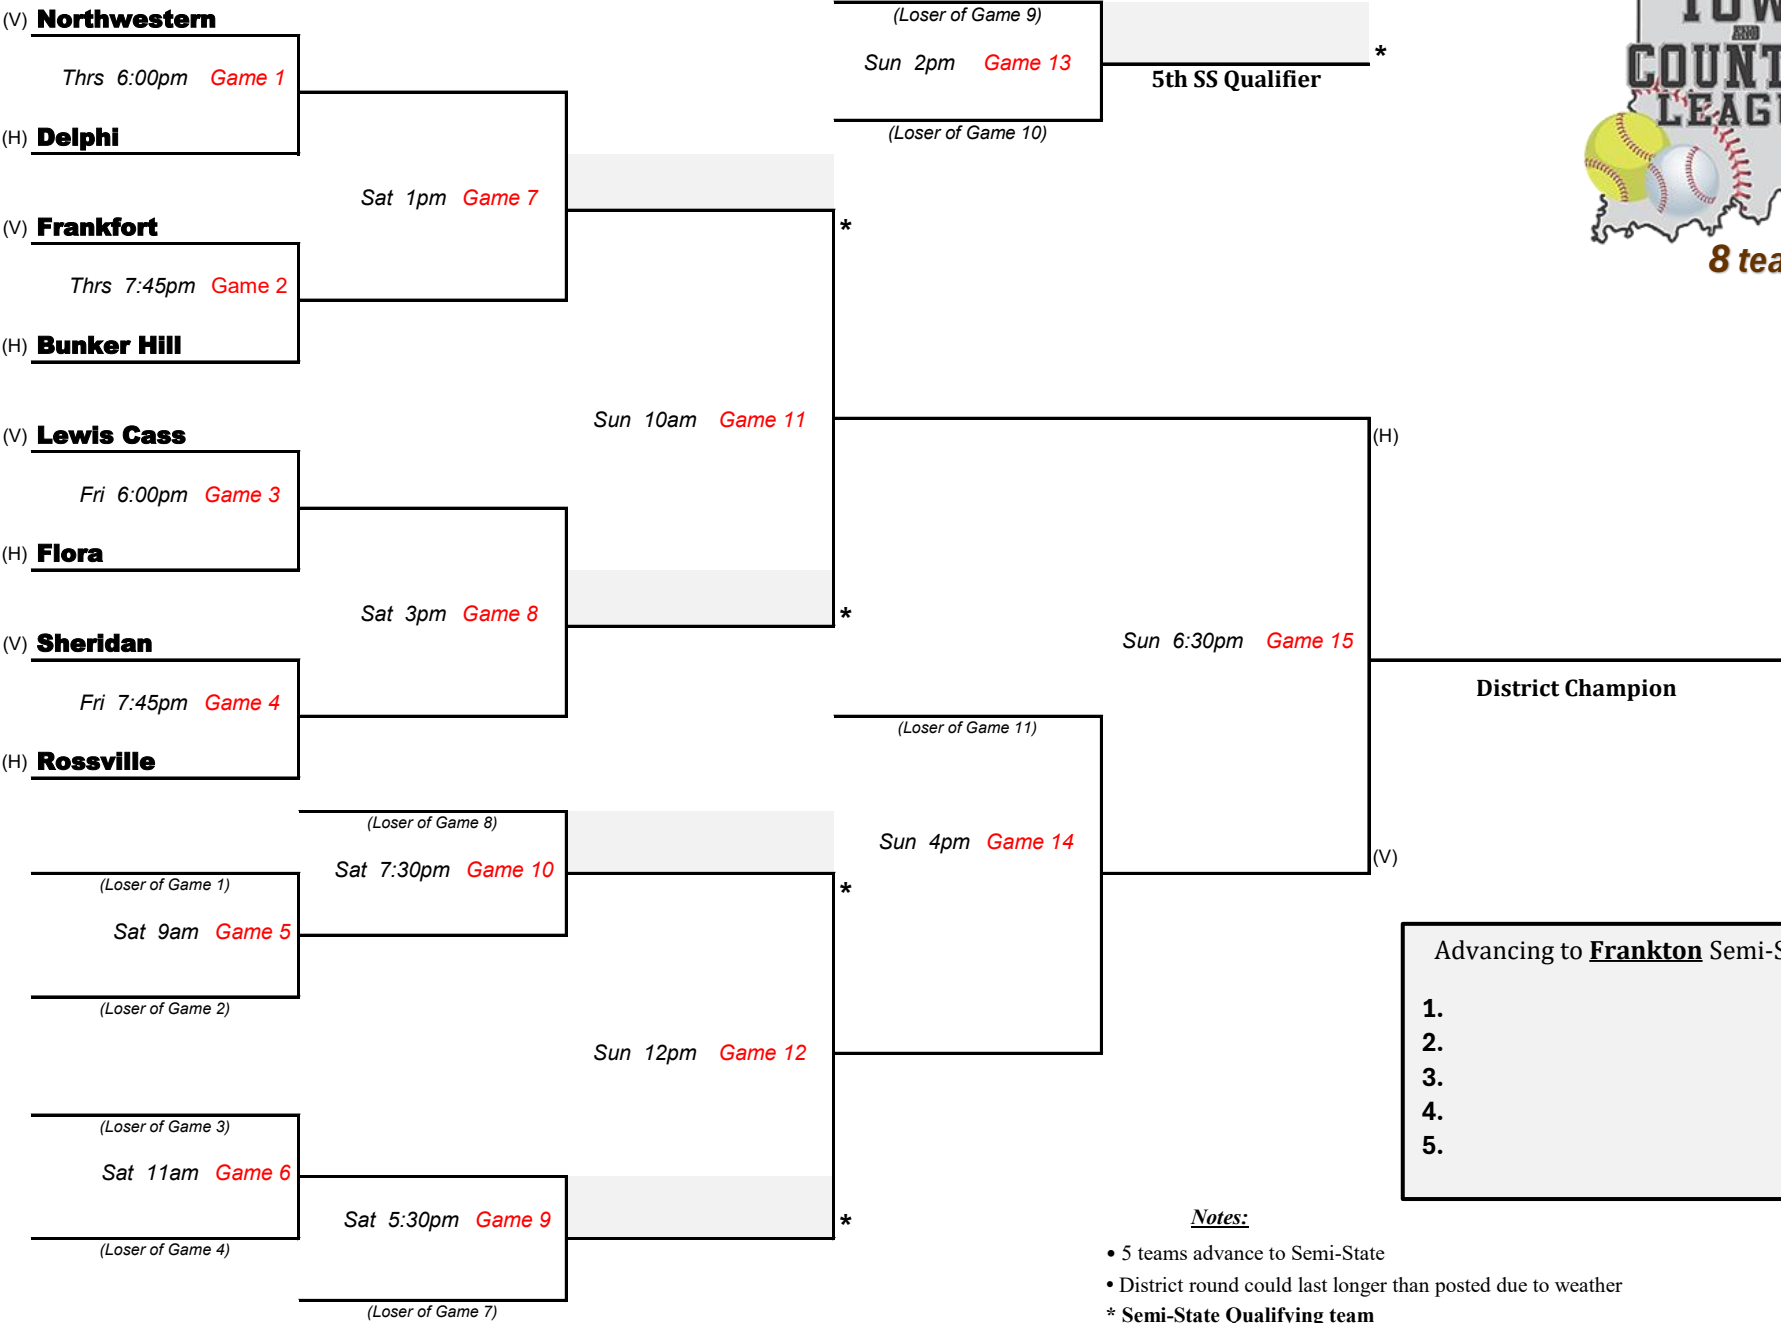 (V) Northwestern
Thrs 6:00pm Game 1
(H) Delphi
(V) Frankfort
Thrs 7:45pm Game 2
(H) Bunker Hill
(V) Lewis Cass
Fri 6:00pm Game 3
(H) Flora
(V) Sheridan
Fri 7:45pm Game 4
(H) Rossville
(Loser of Game 1)
Sat 9am Game 5
(Loser of Game 2)
(Loser of Game 3)
Sat 11am Game 6
(Loser of Game 4)
Sat 1pm Game 7
Sat 3pm Game 8
(Loser of Game 8)
Sat 7:30pm Game 10
Sat 5:30pm Game 9
(Loser of Game 7)
*
Sun 10am Game 11
*
*
Sun 12pm Game 12
*
(Loser of Game 9)
Sun 2pm Game 13
(Loser of Game 10)
*
5th SS Qualifier
(Loser of Game 11)
Sun 4pm Game 14
(H)
Sun 6:30pm Game 15
(V)
District Champion
AND
LEAGU
8
Advancing to Frankton Semi-S
1.
2.
3.
4.
5.
Notes:
• 5 teams advance to Semi-State
• District round could last longer than posted due to weather
* Semi-State Qualifying team